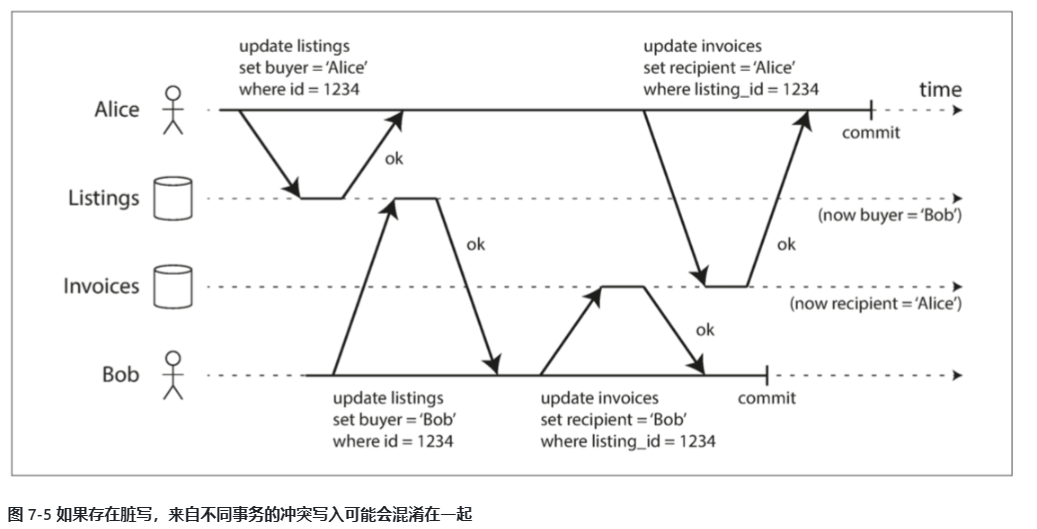 update listings
set buyer = ‘Alice’
where id = 1234
update invoices
set recipient = ‘Alice’
where listing_id = 1234
Alice
time
commit
ok
Listings
(now buyer = ‘Bob’)
ok
ok
Invoices
(now recipient = ‘Alice’)
ok
Bob
commit
update listings
set buyer = ‘Bob’
where id = 1234
update invoices
set recipient = ‘Bob’
where listing_id = 1234
图 7-5 如果存在脏写，来自不同事务的冲突写入可能会混淆在一起